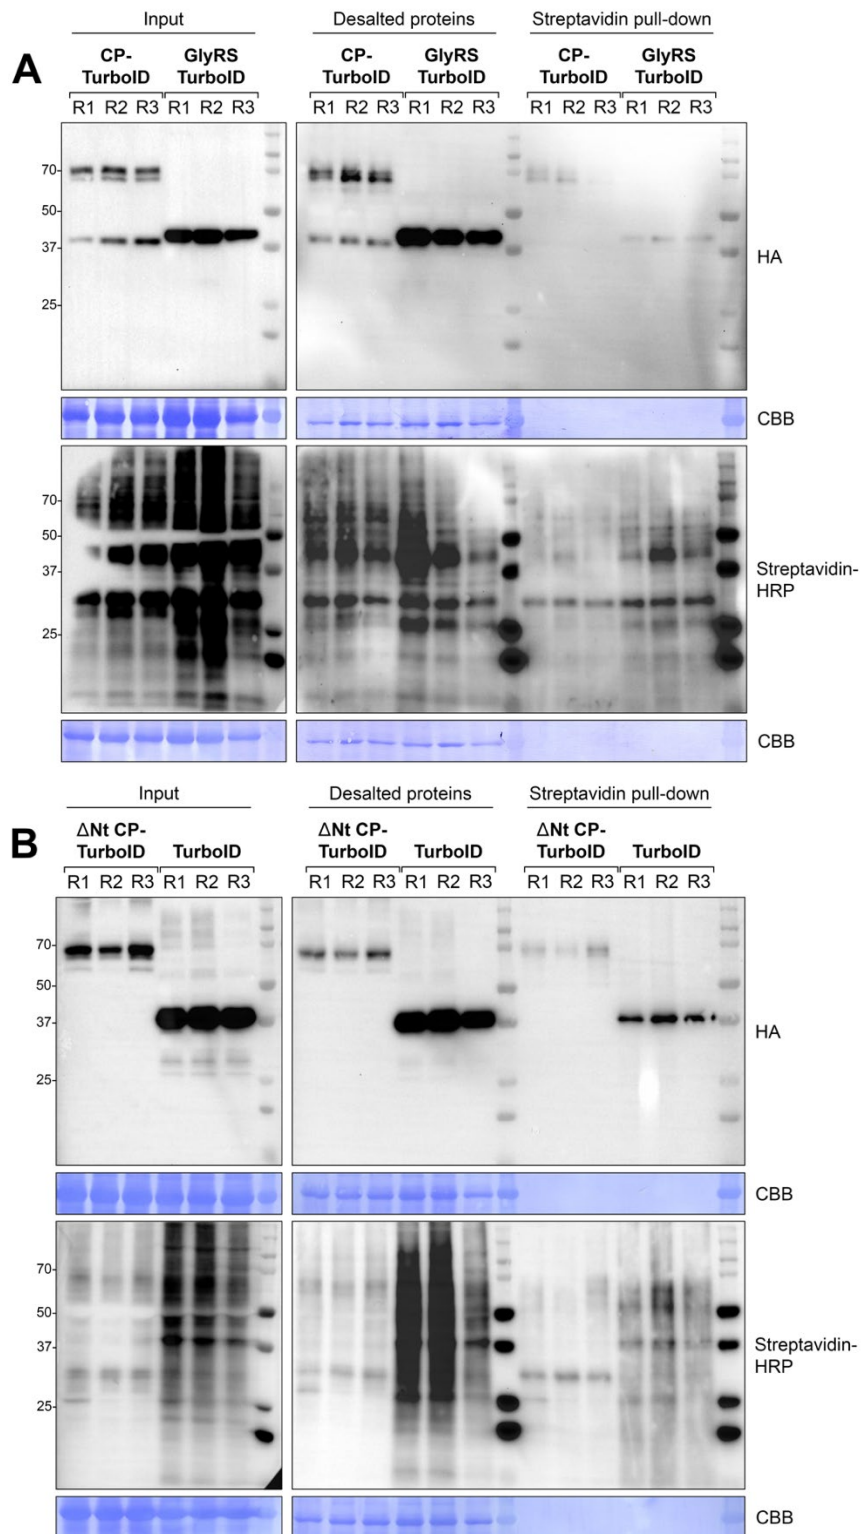 A
Input
Desalted proteins
Streptavidin pull-down
CP-
TurboID
GlyRS
TurboID
CP-
TurboID
GlyRS
TurboID
CP-
TurboID
GlyRS
TurboID
R1 R2 R3 R1 R2 R3
R1 R2 R3 R1 R2 R3
R1 R2 R3 R1 R2 R3
70
50
37
25
HA
CBB
70
50
37
25
Streptavidin-
HRP
CBB
B
Input
Desalted proteins
Streptavidin pull-down
ΔNt CP-
TurboID
TurboID
ΔNt CP-
TurboID
TurboID
ΔNt CP-
TurboID
TurboID
R1 R2 R3 R1 R2 R3
R1 R2 R3 R1 R2 R3
R1 R2 R3 R1 R2 R3
70
50
37
25
HA
CBB
70
50
37
25
Streptavidin-
HRP
CBB